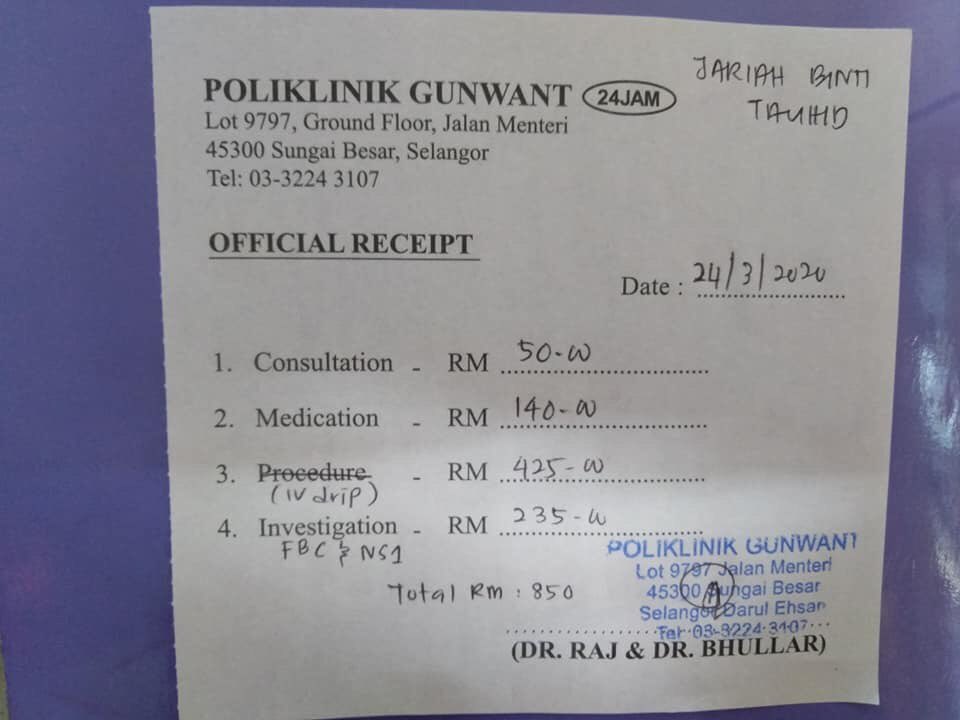 JARIAH BINTI
TAUHID
POLIKLINIK GUNWANT 24JAM
Lot 9797, Ground Floor, Jalan Menteri
45300 Sungai Besar, Selangor
Tel: 03-3224 3107
OFFICIAL RECEIPT
Date : 24/3/2020
1. Consultation - RM 50-00
2. Medication - RM 140-00
3. Procedure - RM 425-00
(IV drip)
4. Investigation - RM 235-00
FBC & NS1
Total Rm : 850
POLIKLINIK GUNWANT
Lot 9797 Jalan Menteri
45300 Sungai Besar
Selangor Darul Ehsan
Tel: 03-3224 3107
(DR. RAJ & DR. BHULLAR)